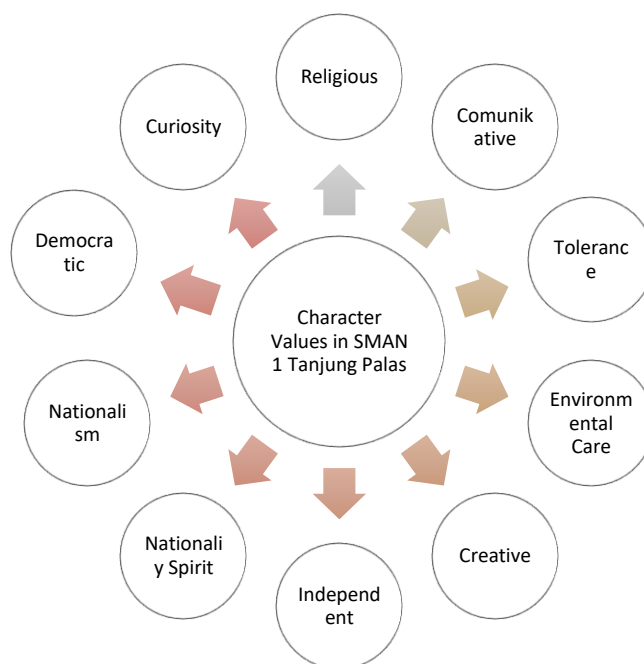 Religious
Comunik
ative
Toleranc
e
Environm
ental
Care
Creative
Independ
ent
Nationali
y Spirit
Nationali
sm
Democra
tic
Curiosity
Character
Values in SMAN
1 Tanjung Palas